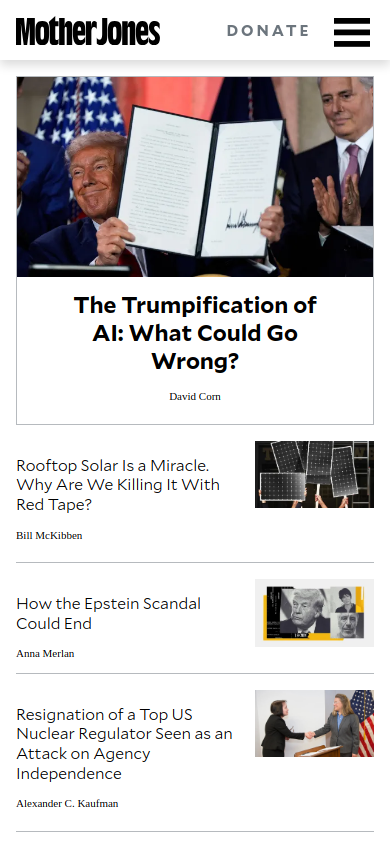 Mother Jones
DONATE
The Trumpification of
AI: What Could Go
Wrong?
David Corn
Rooftop Solar Is a Miracle.
Why Are We Killing It With
Red Tape?
Bill McKibben
How the Epstein Scandal
Could End
Anna Merlan
Resignation of a Top US
Nuclear Regulator Seen as an
Attack on Agency
Independence
Alexander C. Kaufman